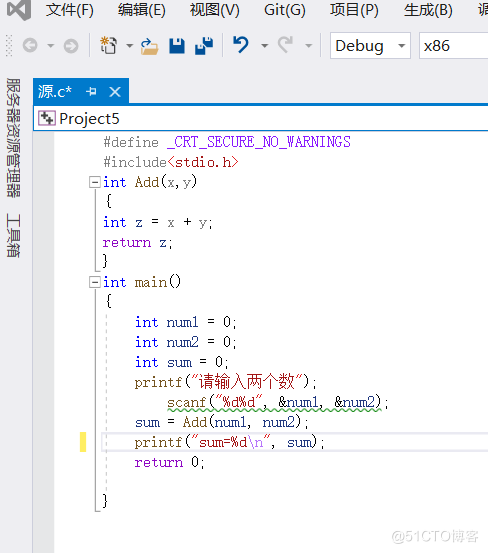 文件(F) 编辑(E) 视图(V) Git(G) 项目(P) 生成(B) 调
Debug x86
服务器资源管理器
工具箱
源.c*
Project5
#define _CRT_SECURE_NO_WARNINGS
#include<stdio.h>
int Add(x,y)
{
int z = x + y;
return z;
}
int main()
{
int num1 = 0;
int num2 = 0;
int sum = 0;
printf("请输入两个数");
scanf("%d%d", &num1, &num2);
sum = Add(num1, num2);
printf("sum=%d\n", sum);
return 0;
}
@51CTO博客